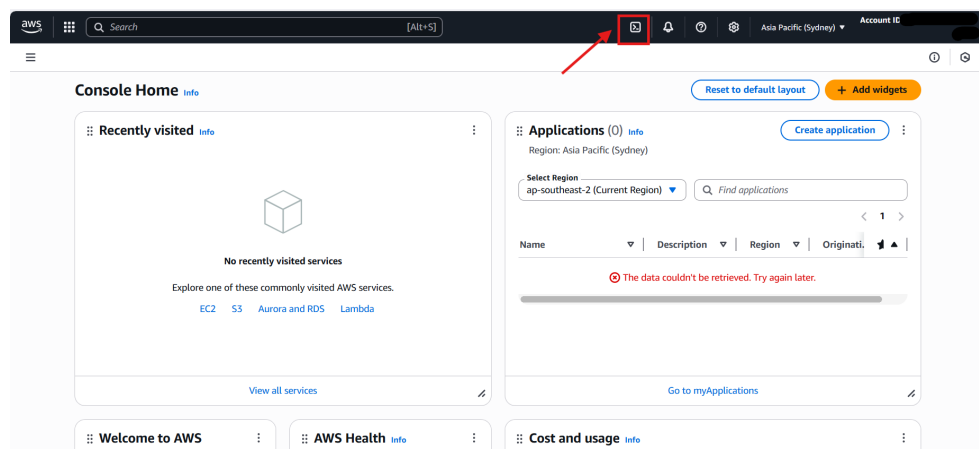 aws Search [Alt+S] Asia Pacific (Sydney) Account ID
Console Home Info Reset to default layout + Add widgets
Recently visited Info
No recently visited services
Explore one of these commonly visited AWS services.
EC2 S3 Aurora and RDS Lambda
View all services
Applications (0) Info Create application
Region: Asia Pacific (Sydney)
Select Region
ap-southeast-2 (Current Region) Find applications
1
Name Description Region Originati.
The data couldn't be retrieved. Try again later.
Go to myApplications
Welcome to AWS
AWS Health Info
Cost and usage Info